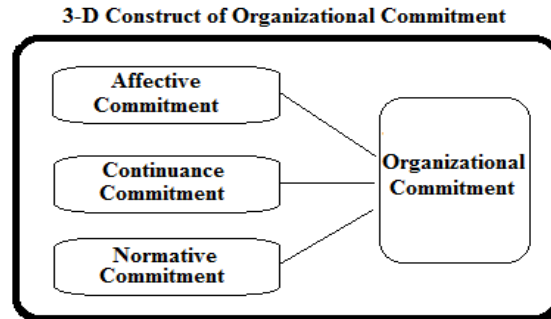 3-D Construct of Organizational Commitment
Affective
Commitment
Continuance
Commitment
Normative
Commitment
Organizational
Commitment